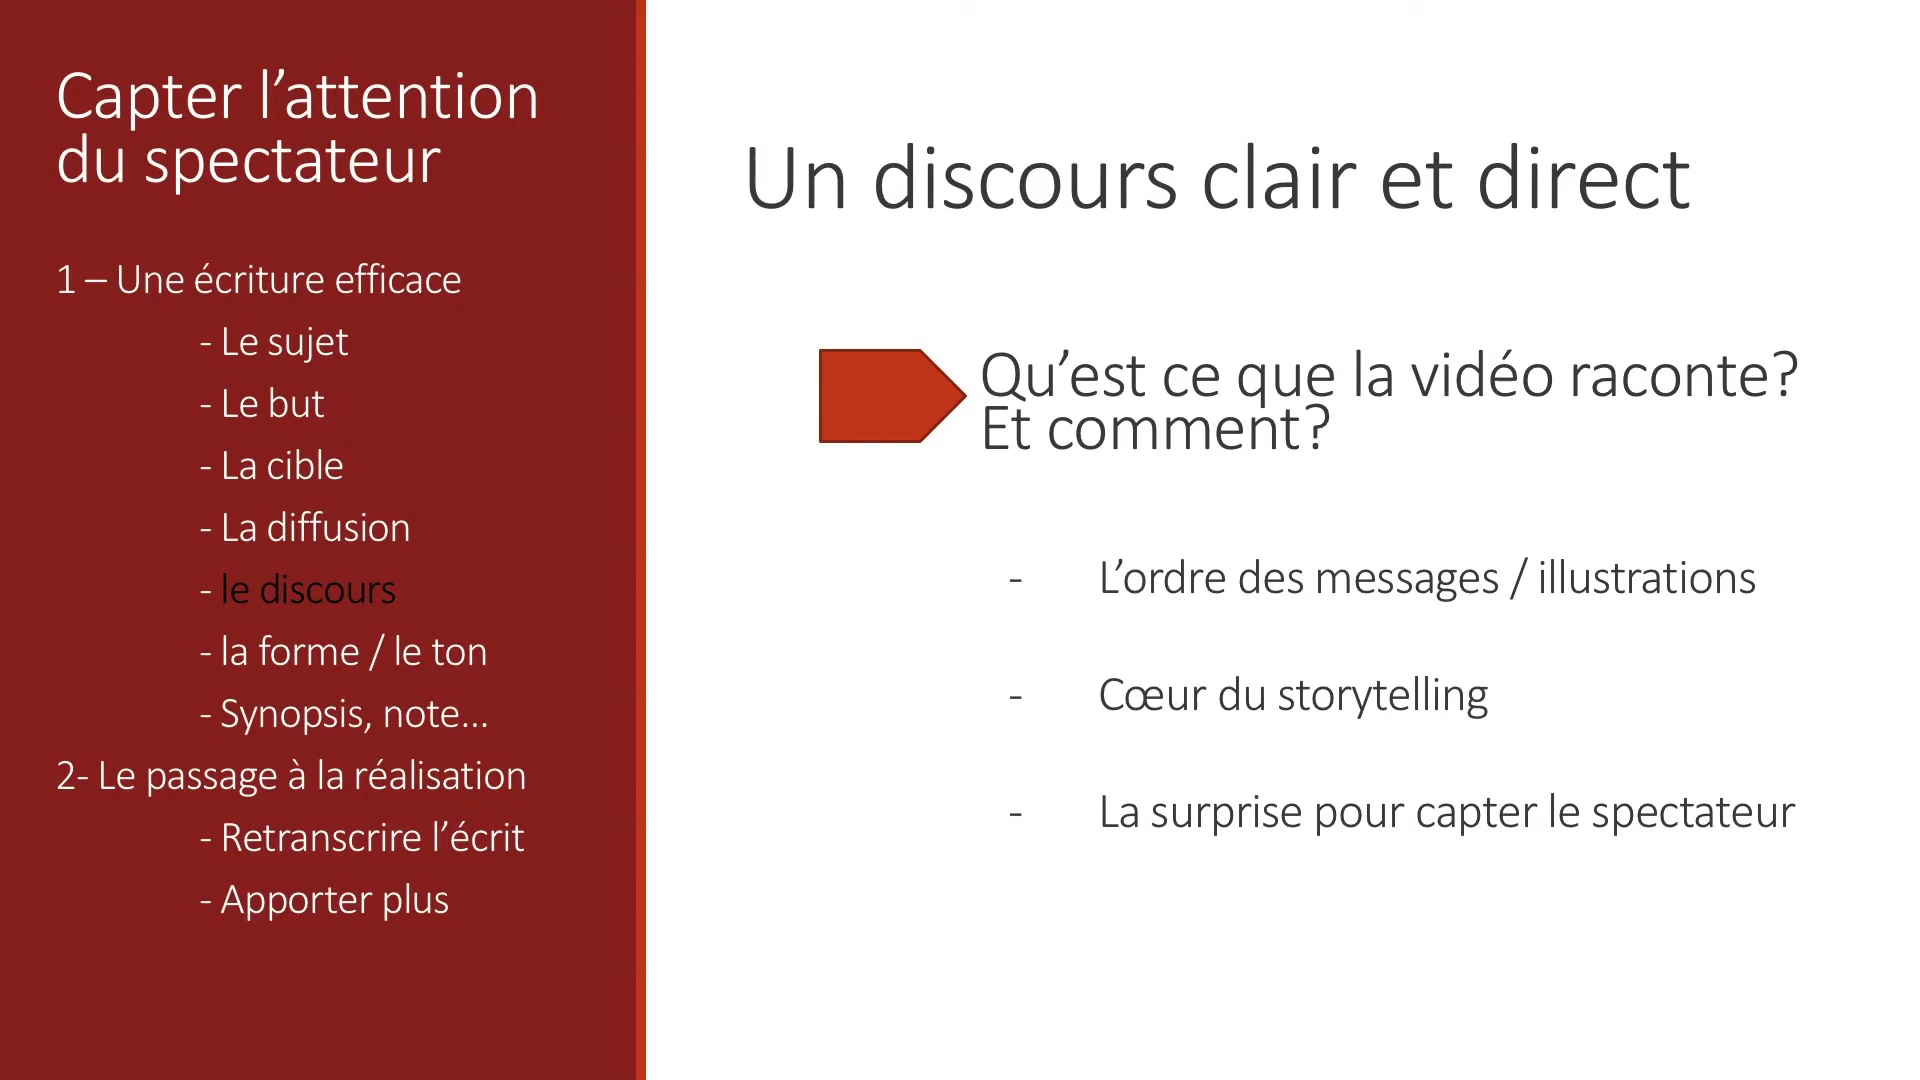 Capter l’attention
du spectateur
1 – Une écriture efficace
- Le sujet
- Le but
- La cible
- La diffusion
- le discours
- la forme / le ton
- Synopsis, note…
2- Le passage à la réalisation
- Retranscrire l’écrit
- Apporter plus
Un discours clair et direct
Qu’est ce que la vidéo raconte?
Et comment?
- L’ordre des messages / illustrations
- Cœur du storytelling
- La surprise pour capter le spectateur